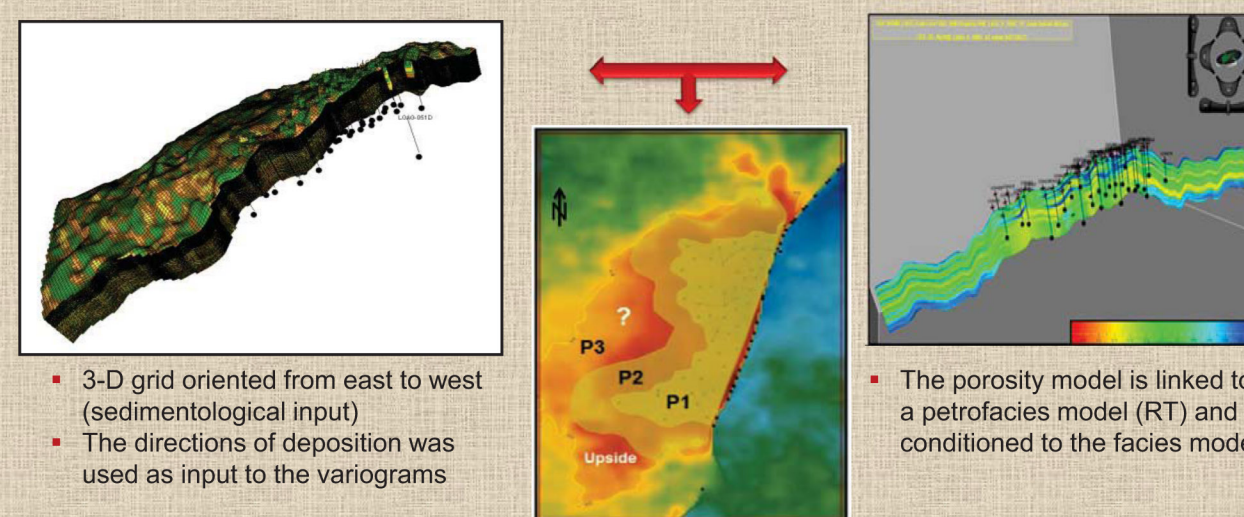 LOAG-051D
▪ 3-D grid oriented from east to west
(sedimentological input)
▪ The directions of deposition was
used as input to the variograms
N
?
P3
P2
P1
Upside
▪ The porosity model is linked to
a petrofacies model (RT) and
conditioned to the facies mode